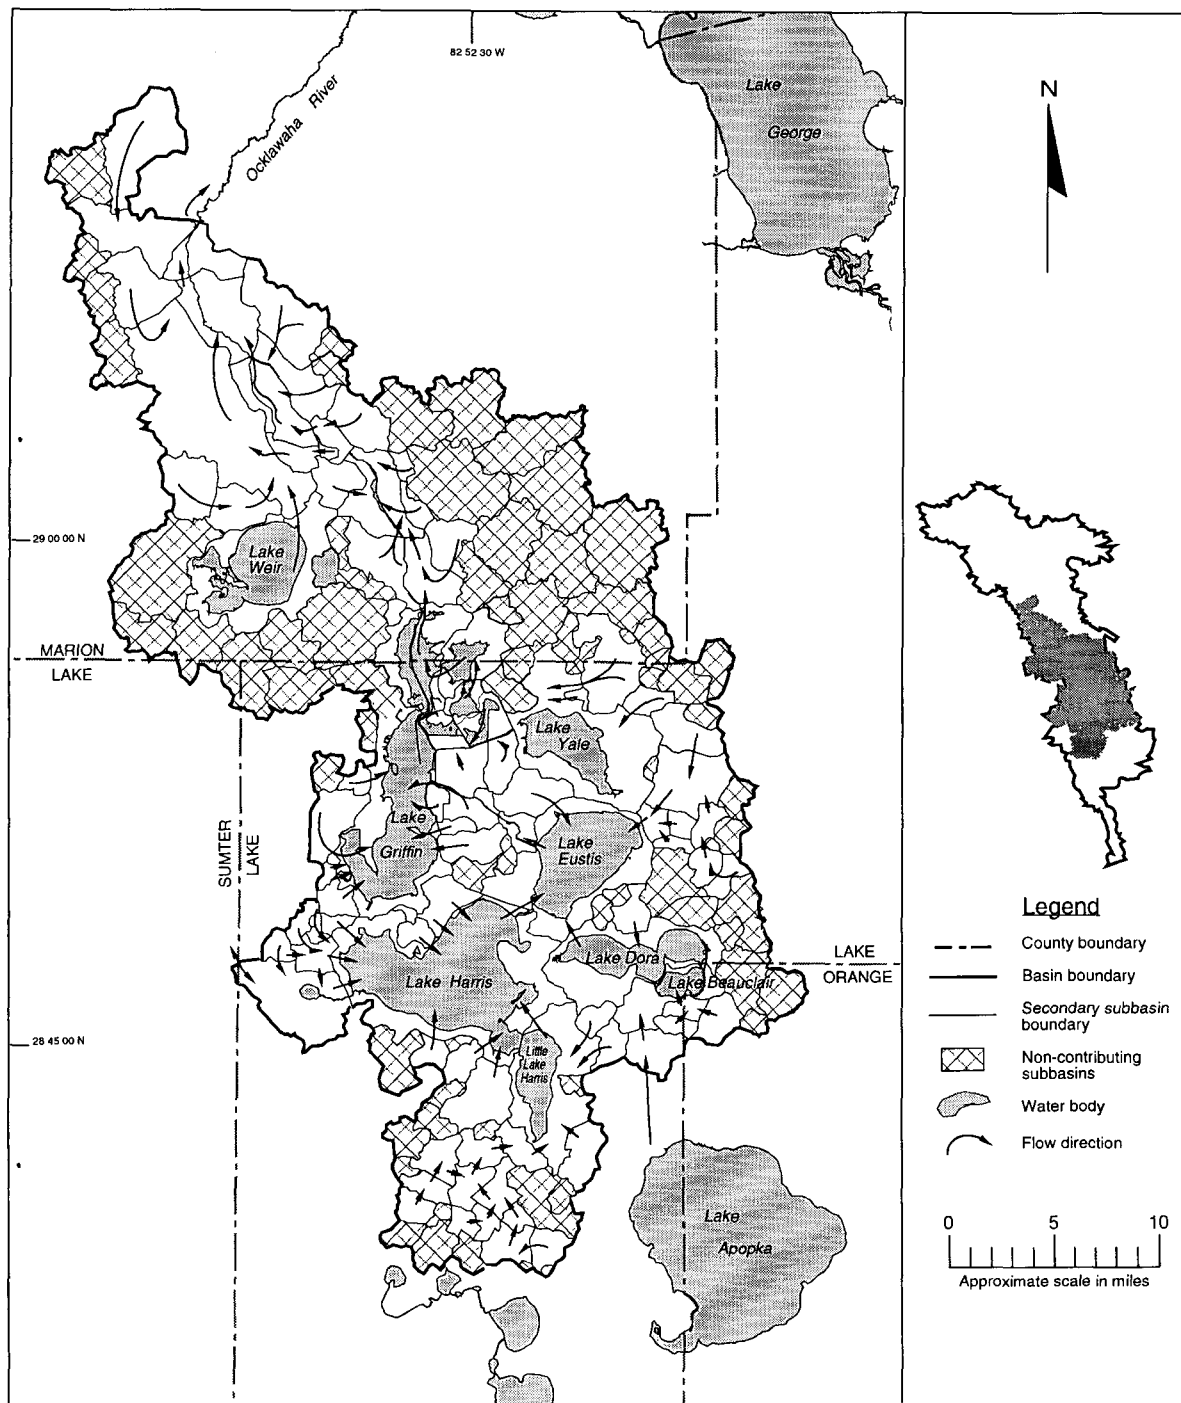 82 52 30 W
Lake
George
Ocklawaha River
N
29 00 00 N
Lake
Weir
MARION
LAKE
Lake
Yale
SUMTER
LAKE
Lake
Griffin
Lake
Eustis
LAKE
ORANGE
Lake Dora
Lake Beauclair
Lake Harris
28 45 00 N
Little
Lake
Harris
Lake
Apopka
Legend
County boundary
Basin boundary
Secondary subbasin
boundary
Non-contributing
subbasins
Water body
Flow direction
0 5 10
Approximate scale in miles